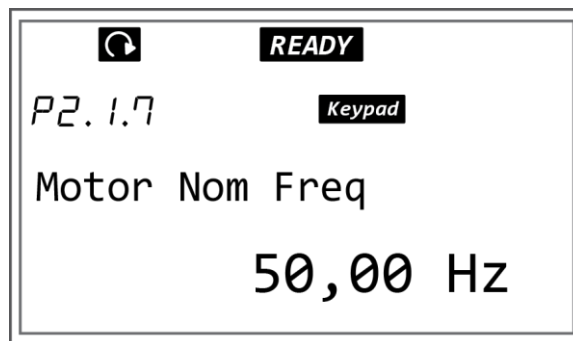 READY
P2.1.7
Keypad
Motor Nom Freq
50,00 Hz